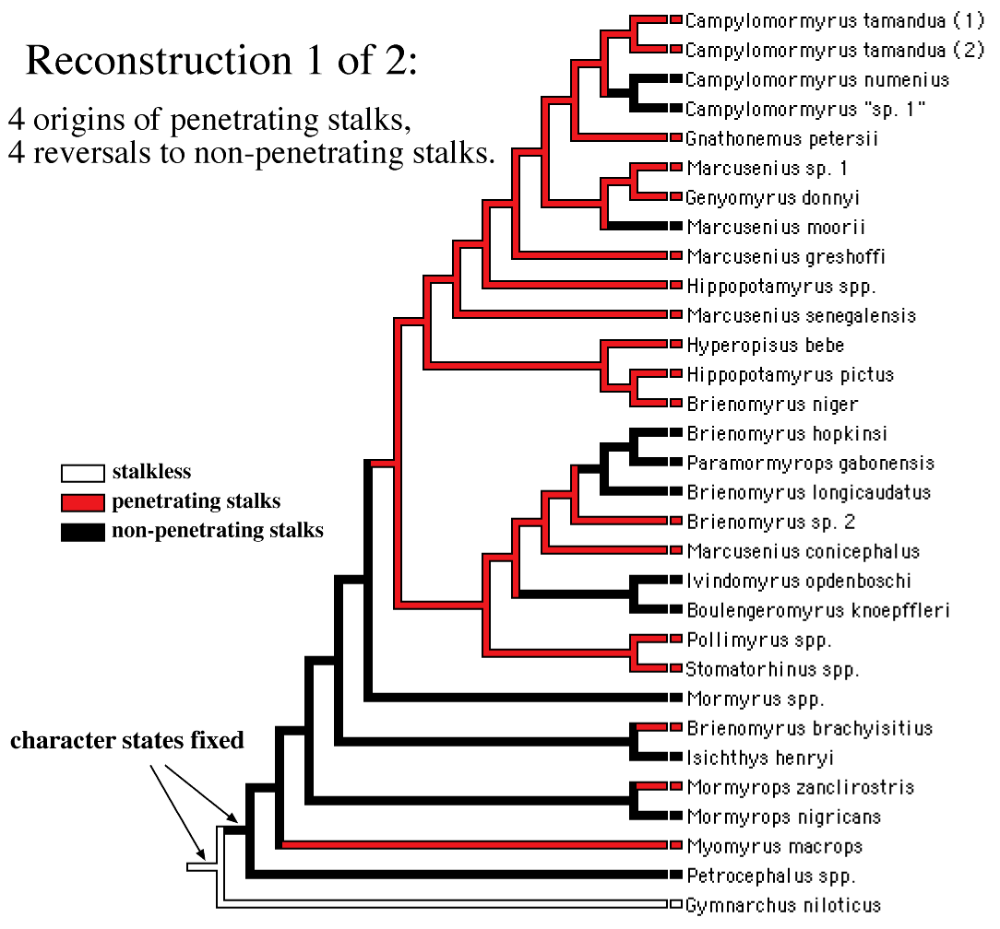 Reconstruction 1 of 2:
4 origins of penetrating stalks,
4 reversals to non-penetrating stalks.
Campylomormyrus tamandua (1)
Campylomormyrus tamandua (2)
Campylomormyrus numenius
Campylomormyrus "sp. 1"
Gnathonemus petersii
Marcusenius sp. 1
Genyomyrus donnyi
Marcusenius moorii
Marcusenius greshoffi
Hippopotamyrus spp.
Marcusenius senegalensis
Hyperopisus bebe
Hippopotamyrus pictus
Brienomyrus niger
Brienomyrus hopkinsi
Paramormyrops gabonensis
Brienomyrus longicaudatus
Brienomyrus sp. 2
Marcusenius conicephalus
Ivindomyrus opdenboschi
Boulengeromyrus knoepffleri
Pollimyrus spp.
Stomatorhinus spp.
Mormyrus spp.
Brienomyrus brachyisitius
Isichthys henryi
Mormyrops zanclirostris
Mormyrops nigricans
Myomyrus macrops
Petrocephalus spp.
Gymnarchus niloticus
stalkless
penetrating stalks
non-penetrating stalks
character states fixed